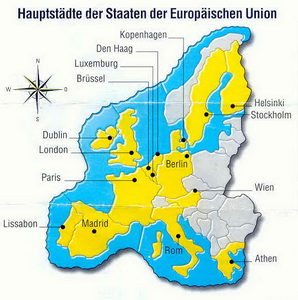 Hauptstädte der Staaten der Europäischen Union
Kopenhagen
Den Haag
Luxemburg
Brüssel
N
W
O
S
Helsinki
Stockholm
Dublin
London
Berlin
Paris
Wien
Lissabon
Madrid
Rom
Athen